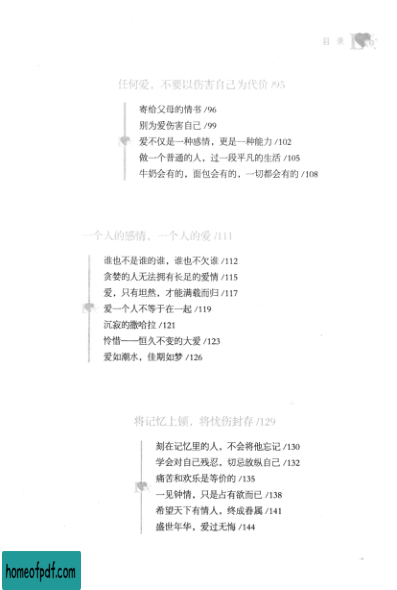 目 录
任何爱，不要以伤害自己为代价 /95
寄给父母的情书 /96
别为爱伤害自己 /99
爱不仅是一种感情，更是一种能力 /102
做一个普通的人，过一段平凡的生活 /105
牛奶会有的，面包会有的，一切都会有的 /108
一个人的感情，一个人的爱 /111
谁也不是谁的谁，谁也不欠谁 /112
贪婪的人无法拥有长足的爱情 /115
爱，只有坦然，才能满载而归 /117
爱一个人不等于在一起 /119
沉寂的撒哈拉 /121
怜惜——恒久不变的大爱 /123
爱如潮水，佳期如梦 /126
将记忆上锁，将忧伤封存 /129
刻在记忆里的人，不会将他忘记 /130
学会对自己残忍，切忌放纵自己 /132
痛苦和欢乐是等价的 /135
一见钟情，只是占有欲而已 /138
希望天下有情人，终成眷属 /141
盛世年华，爱过无悔 /144
homeofpdf.com